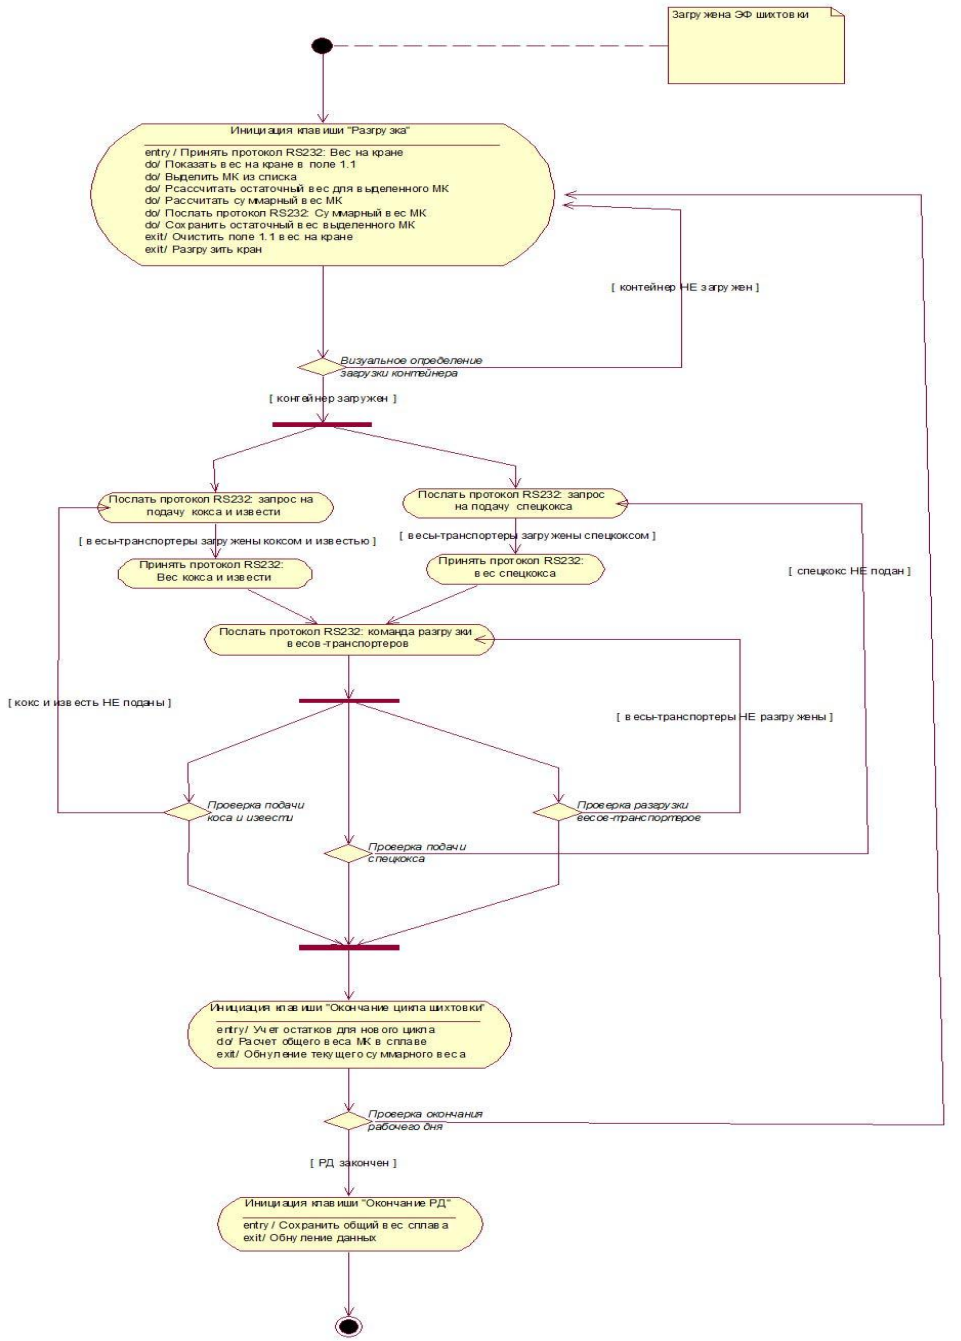 Загружена ЭФ шихтовки
Инициация клавиши "Разгрузка"
entry/ Принять протокол RS232: Вес на кране
do/ Показать вес на кране в поле 1.1
do/ Выделить МК из списка
do/ Рсассчитать остаточный вес для выделенного МК
do/ Рассчитать суммарный вес МК
do/ Послать протокол RS232: Суммарный вес МК
do/ Сохранить остаточный вес выделенного МК
exit/ Очистить поле 1.1 вес на кране
exit/ Разгрузить кран
[ контейнер НЕ загружен ]
Визуальное определение
загрузки контейнера
[ контейнер загружен ]
Послать протокол RS232: запрос на
подачу кокса и извести
Послать протокол RS232: запрос
на подачу спецкокса
[ весы-транспортеры загружены коксом и известью ]
[ весы-транспортеры загружены спецкоксом ]
Принять протокол RS232:
Вес кокса и извести
Принять протокол RS232:
вес спецкокса
[ спецкокс НЕ подан ]
Послать протокол RS232: команда разгрузки
весов-транспортеров
[ кокс и известь НЕ поданы ]
[ весы-транспортеры НЕ разгружены ]
Проверка подачи
коса и извести
Проверка разгрузки
весов-транспортеров
Проверка подачи
спецкокса
Инициация клавиши "Окончание цикла шихтовки"
entry/ Учет остатков для нового цикла
do/ Расчет общего веса МК в сплаве
exit/ Обнуление текущего суммарного веса
Проверка окончания
рабочего дня
[ РД закончен ]
Инициация клавиши "Окончание РД"
entry/ Сохранить общий вес сплава
exit/ Обнуление данных